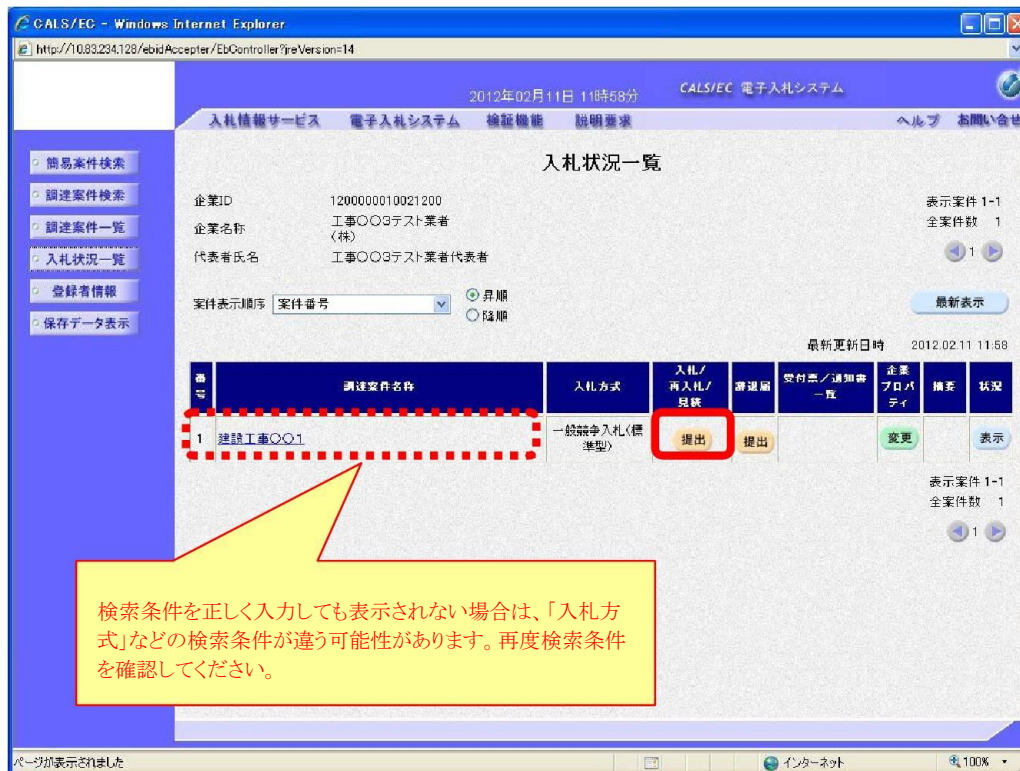 CALS/EC - Windows Internet Explorer
http://10.83.234.128/ebidAccepter/EbController?jreVersion=14
2012年02月11日 11時58分
CALS/EC 電子入札システム
入札情報サービス 電子入札システム 検証機能 説明要求 ヘルプ お問い合せ
簡易案件検索
調達案件検索
調達案件一覧
入札状況一覧
登録者情報
保存データ表示
入札状況一覧
企業ID 1200000010021200
企業名称 工事〇〇3テスト業者
(株)
代表者氏名 工事〇〇3テスト業者代表者
表示案件 1-1
全案件数 1
1
案件表示順序 案件番号
昇順
降順
最新表示
最新更新日時 2012.02.11 11:58
番号 調達案件名称 入札方式 入札/再入札/見積 辞退届 受付票/通知書一覧 企業プロパティ 摘要 状況
1 建設工事〇〇1 一般競争入札(標準型) 提出 提出 変更 表示
表示案件 1-1
全案件数 1
1
検索条件を正しく入力しても表示されない場合は、「入札方
式」などの検索条件が違う可能性があります。再度検索条件
を確認してください。
ページが表示されました
インターネット
100%